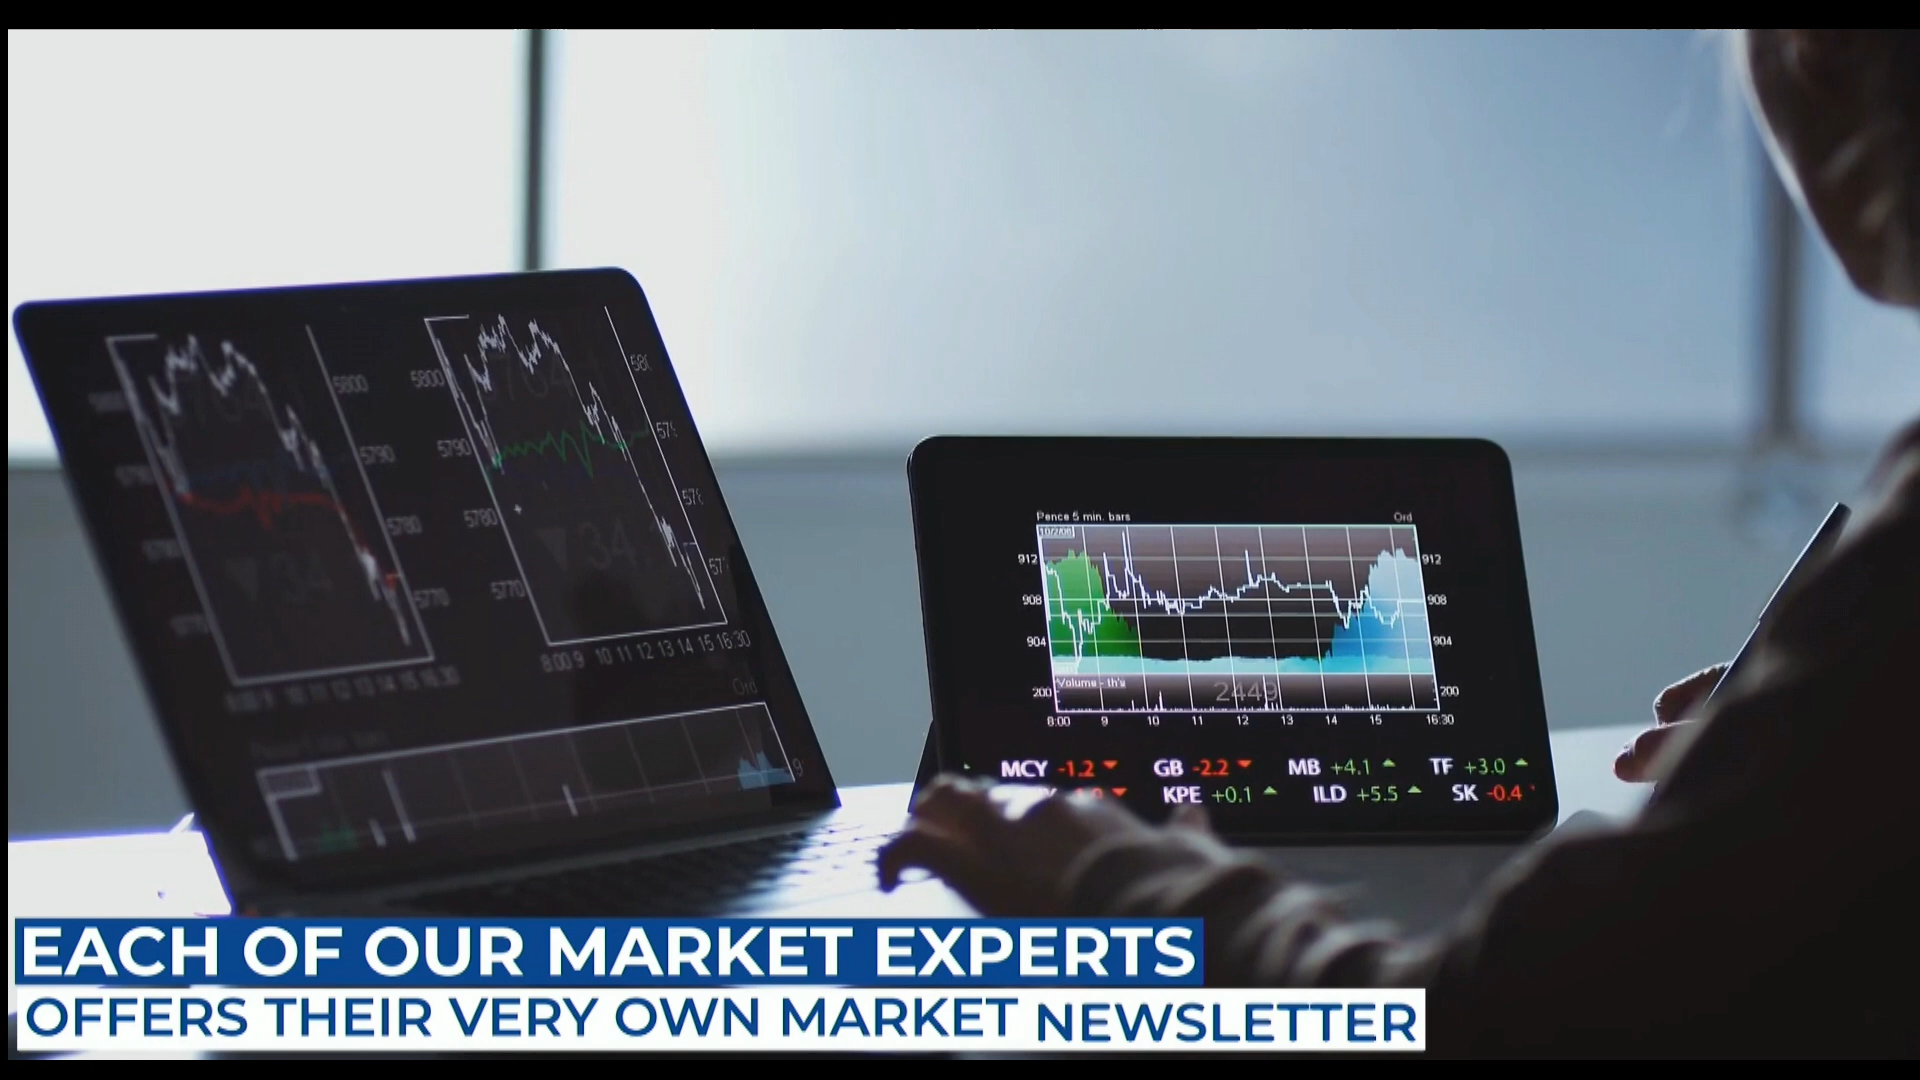 5800 5800 580
5790 5790
5780 5780
5770 5770
8:00 9 10 11 12 13 14 15 16:30
Ord
Pence 5 min. bars Ord
912 912
908 908
904 904
Volume - th's 2449
200 200
8:00 9 10 11 12 13 14 15 16:30
MCY -1.2 GB -2.2 MB +4.1 TF +3.0
KPE +0.1 ILD +5.5 SK -0.4
EACH OF OUR MARKET EXPERTS
OFFERS THEIR VERY OWN MARKET NEWSLETTER